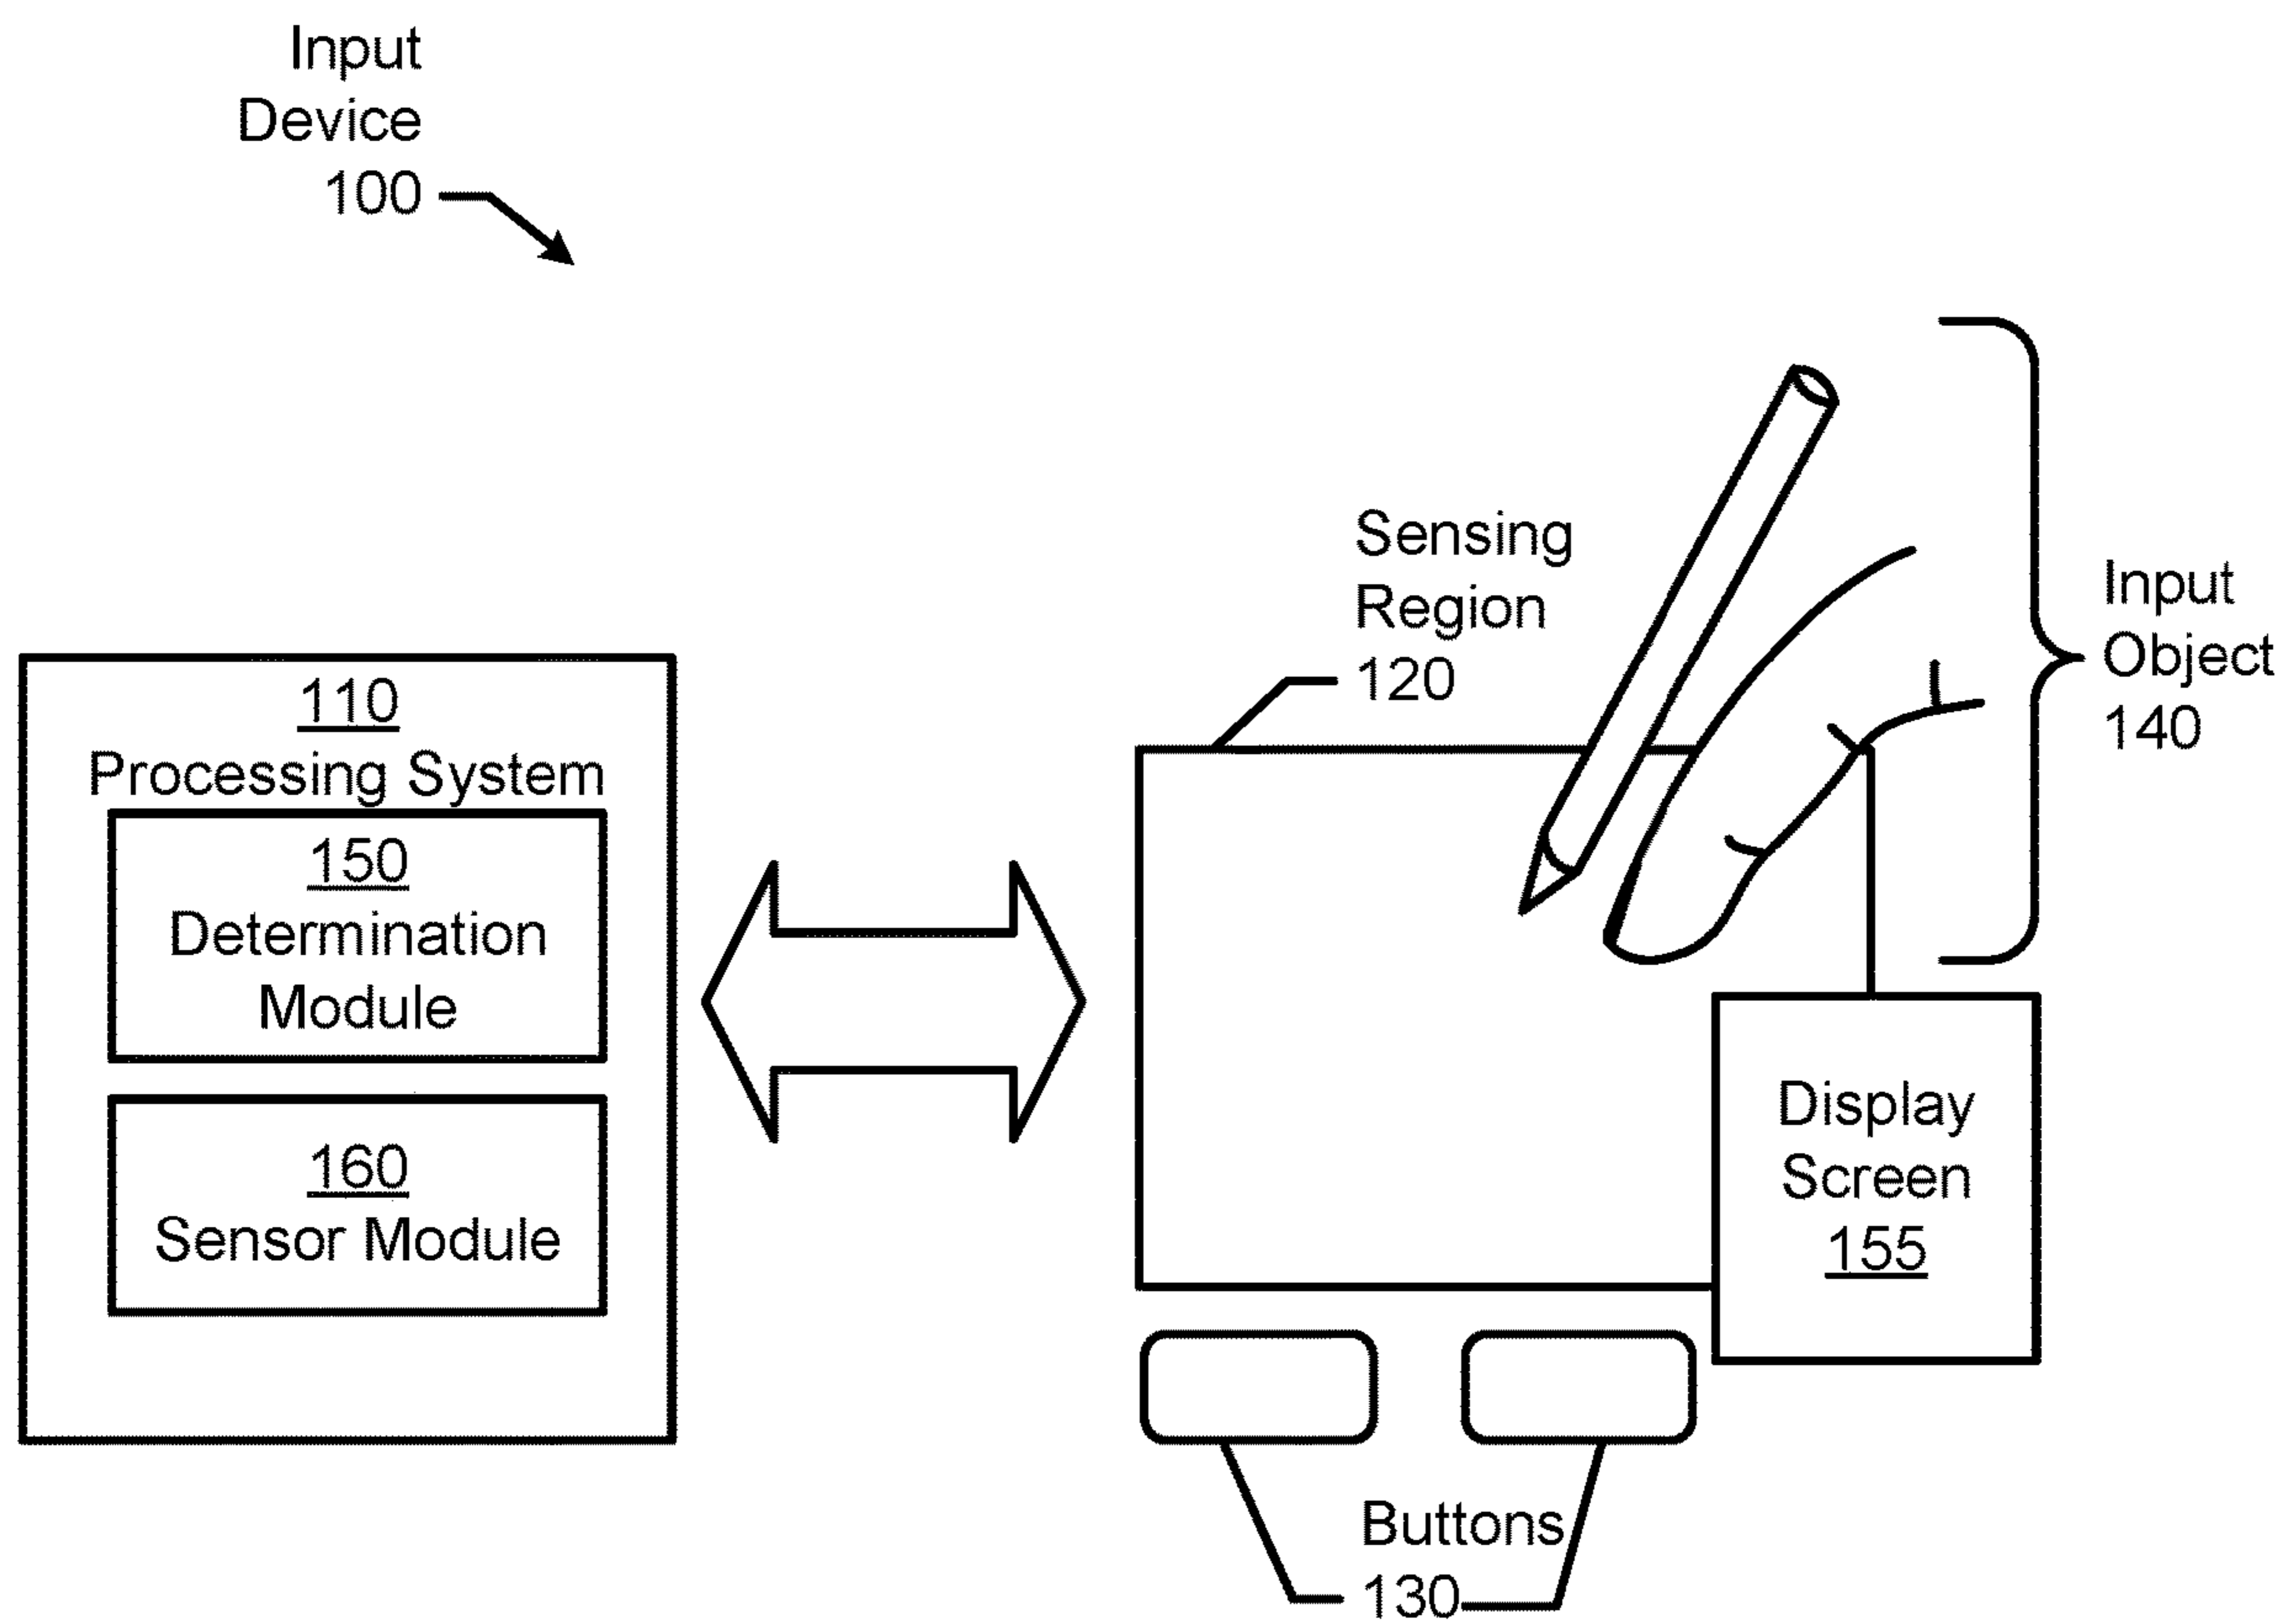 Input
Device
100
110
Processing System
150
Determination
Module
160
Sensor Module
Sensing
Region
120
Input
Object
140
Display
Screen
155
Buttons
130